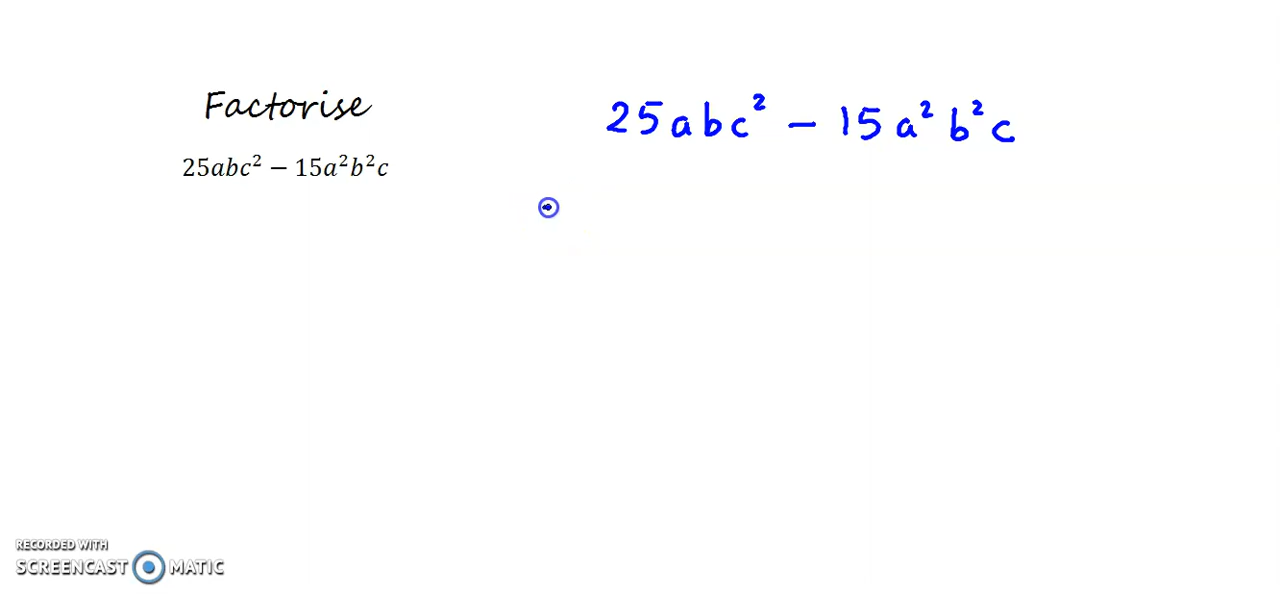 Factorise
25abc² − 15a²b²c
25abc² − 15a²b²c
RECORDED WITH
SCREENCAST MATIC